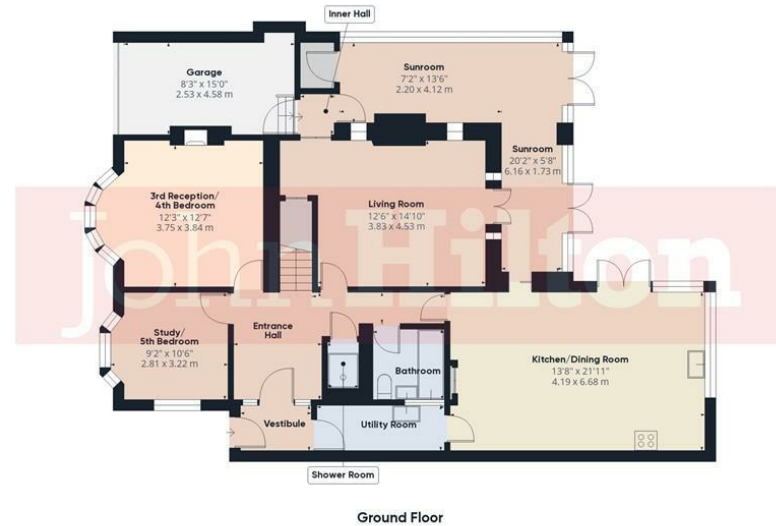 Inner Hall
Garage
8'3" x 15'0"
2.53 x 4.58 m
Sunroom
7'2" x 13'6"
2.20 x 4.12 m
Sunroom
20'2" x 5'8"
6.16 x 1.73 m
3rd Reception/
4th Bedroom
12'3" x 12'7"
3.75 x 3.84 m
Living Room
12'6" x 14'10"
3.83 x 4.53 m
John Hilton
Study/
5th Bedroom
9'2" x 10'6"
2.81 x 3.22 m
Entrance
Hall
Bathroom
Kitchen/Dining Room
13'8" x 21'11"
4.19 x 6.68 m
Vestibule
Utility Room
Shower Room
Ground Floor